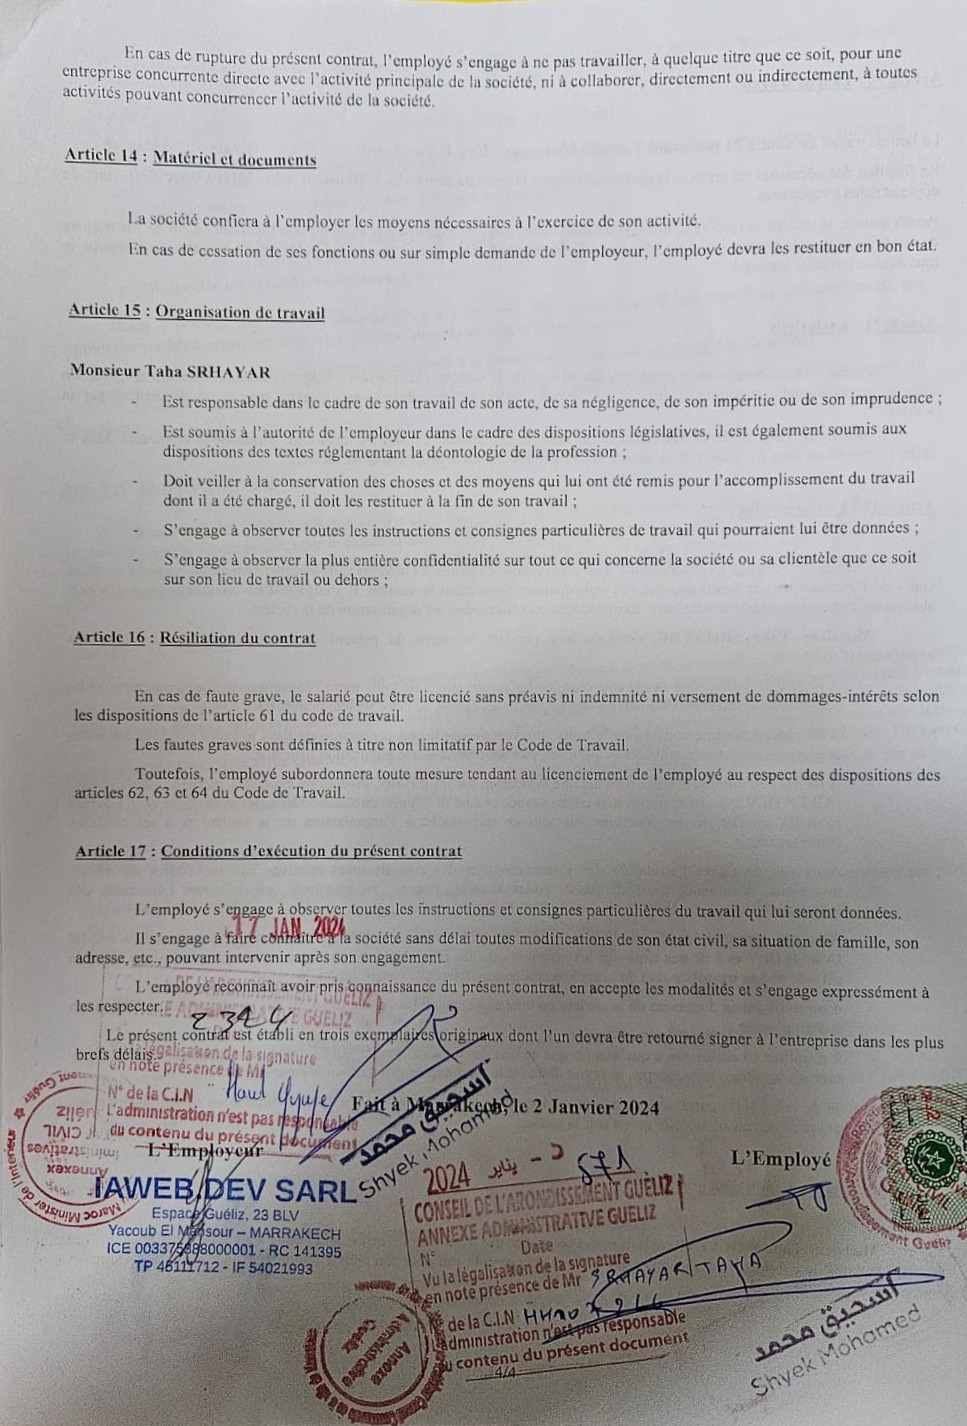 En cas de rupture du présent contrat, l'employé s'engage à ne pas travailler, à quelque titre que ce soit, pour une
entreprise concurrente directe avec l'activité principale de la société, ni à collaborer, directement ou indirectement, à toutes
activités pouvant concurrencer l'activité de la société.
Article 14 : Matériel et documents
La société confiera à l'employer les moyens nécessaires à l'exercice de son activité.
En cas de cessation de ses fonctions ou sur simple demande de l'employeur, l'employé devra les restituer en bon état.
Article 15 : Organisation de travail
Monsieur Taha SRHAYAR
- Est responsable dans le cadre de son travail de son acte, de sa négligence, de son impéritie ou de son imprudence ;
- Est soumis à l'autorité de l'employeur dans le cadre des dispositions législatives, il est également soumis aux
dispositions des textes réglementant la déontologie de la profession ;
- Doit veiller à la conservation des choses et des moyens qui lui ont été remis pour l'accomplissement du travail
dont il a été chargé, il doit les restituer à la fin de son travail ;
- S'engage à observer toutes les instructions et consignes particulières de travail qui pourraient lui être données ;
- S'engage à observer la plus entière confidentialité sur tout ce qui concerne la société ou sa clientèle que ce soit
sur son lieu de travail ou dehors ;
Article 16 : Résiliation du contrat
En cas de faute grave, le salarié peut être licencié sans préavis ni indemnité ni versement de dommages-intérêts selon
les dispositions de l'article 61 du code de travail.
Les fautes graves sont définies à titre non limitatif par le Code de Travail.
Toutefois, l'employé subordonnera toute mesure tendant au licenciement de l'employé au respect des dispositions des
articles 62, 63 et 64 du Code de Travail.
Article 17 : Conditions d'exécution du présent contrat
L'employé s'engage à observer toutes les instructions et consignes particulières du travail qui lui seront données.
17 JAN. 2024
Il s'engage à faire connaître à la société sans délai toutes modifications de son état civil, sa situation de famille, son
adresse, etc., pouvant intervenir après son engagement.
L'employé reconnaît avoir pris connaissance du présent contrat, en accepte les modalités et s'engage expressément à
les respecter.
2324
Le présent contrat est établi en trois exemplaires originaux dont l'un devra être retourné signer à l'entreprise dans les plus
brefs délais.
légalisation de la signature
en note présence de Mr
N° de la C.I.N
L'administration n'est pas responsable
du contenu du présent document
Fait à Marrakech, le 2 Janvier 2024
L'Employeur
L'Employé
اسحيق محمد
Shyek Mohamed
IAWEB DEV SARL
Espace Guéliz, 23 BLV
Yacoub El Mansour – MARRAKECH
ICE 003375388000001 - RC 141395
TP 45111712 - IF 54021993
2024 يناير - 2
571
CONSEIL DE L'ARONDISSEMENT GUELIZ
ANNEXE ADMINISTRATIVE GUELIZ
N° Date
Vu la légalisation de la signature
en note présence de Mr SRHAYAR TAHA
de la C.I.N
administration n'est pas responsable
du contenu du présent document
4/4
Annexe
Administrative
Guéliz
اسحيق محمد
Shyek Mohamed